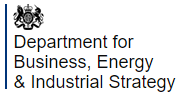 Department for
Business, Energy
& Industrial Strategy